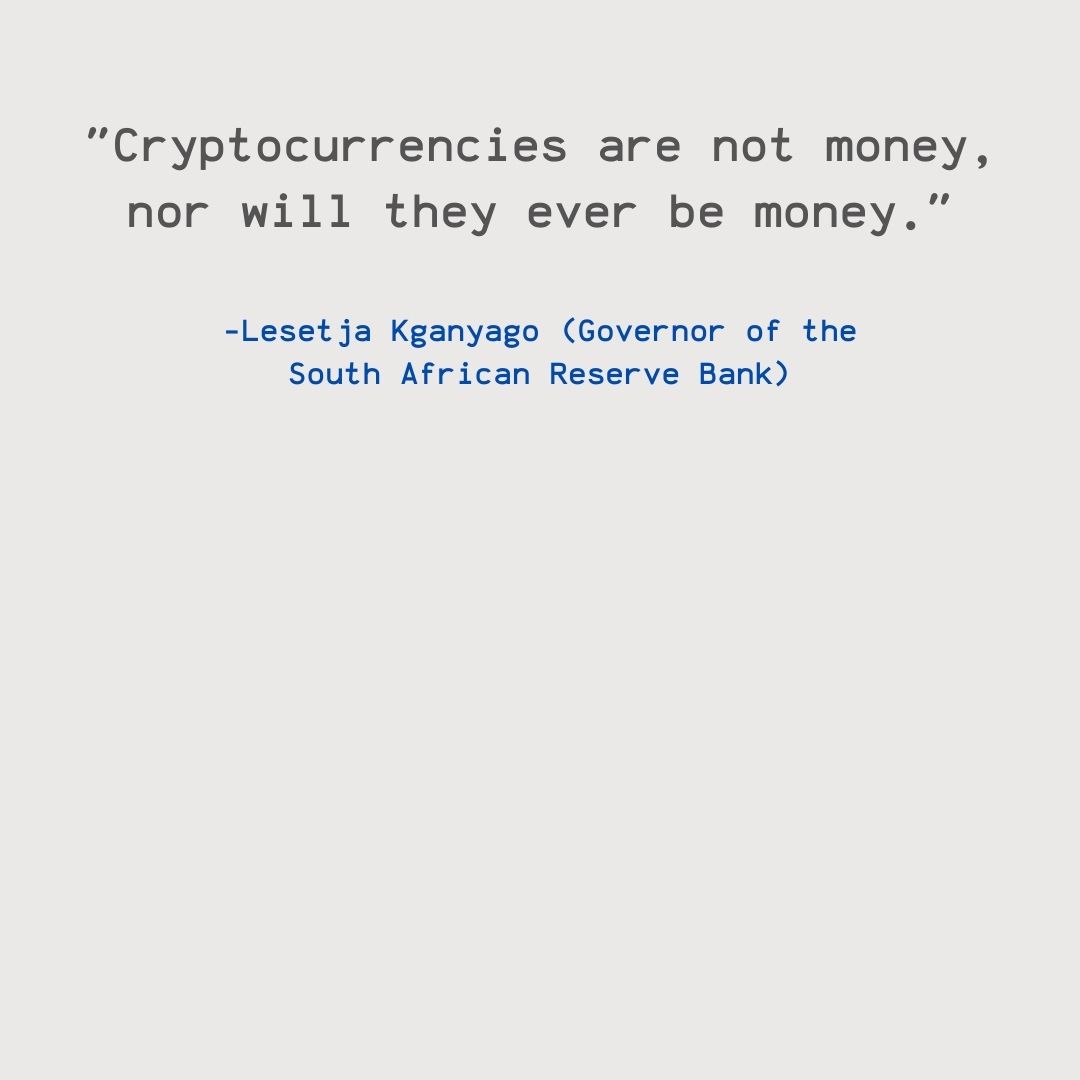 "Cryptocurrencies are not money,
nor will they ever be money."
-Lesetja Kganyago (Governor of the
South African Reserve Bank)